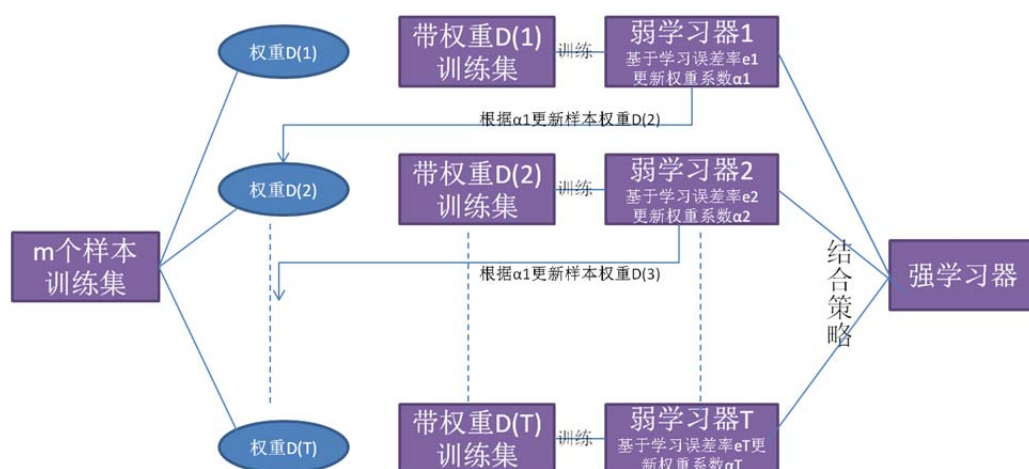 权重D(1)
带权重D(1)
训练集
训练
弱学习器1
基于学习误差率e1
更新权重系数α1
根据α1更新样本权重D(2)
权重D(2)
带权重D(2)
训练集
训练
弱学习器2
基于学习误差率e2
更新权重系数α2
根据α1更新样本权重D(3)
m个样本
训练集
结合策略
强学习器
权重D(T)
带权重D(T)
训练集
训练
弱学习器T
基于学习误差率eT更
新权重系数αT